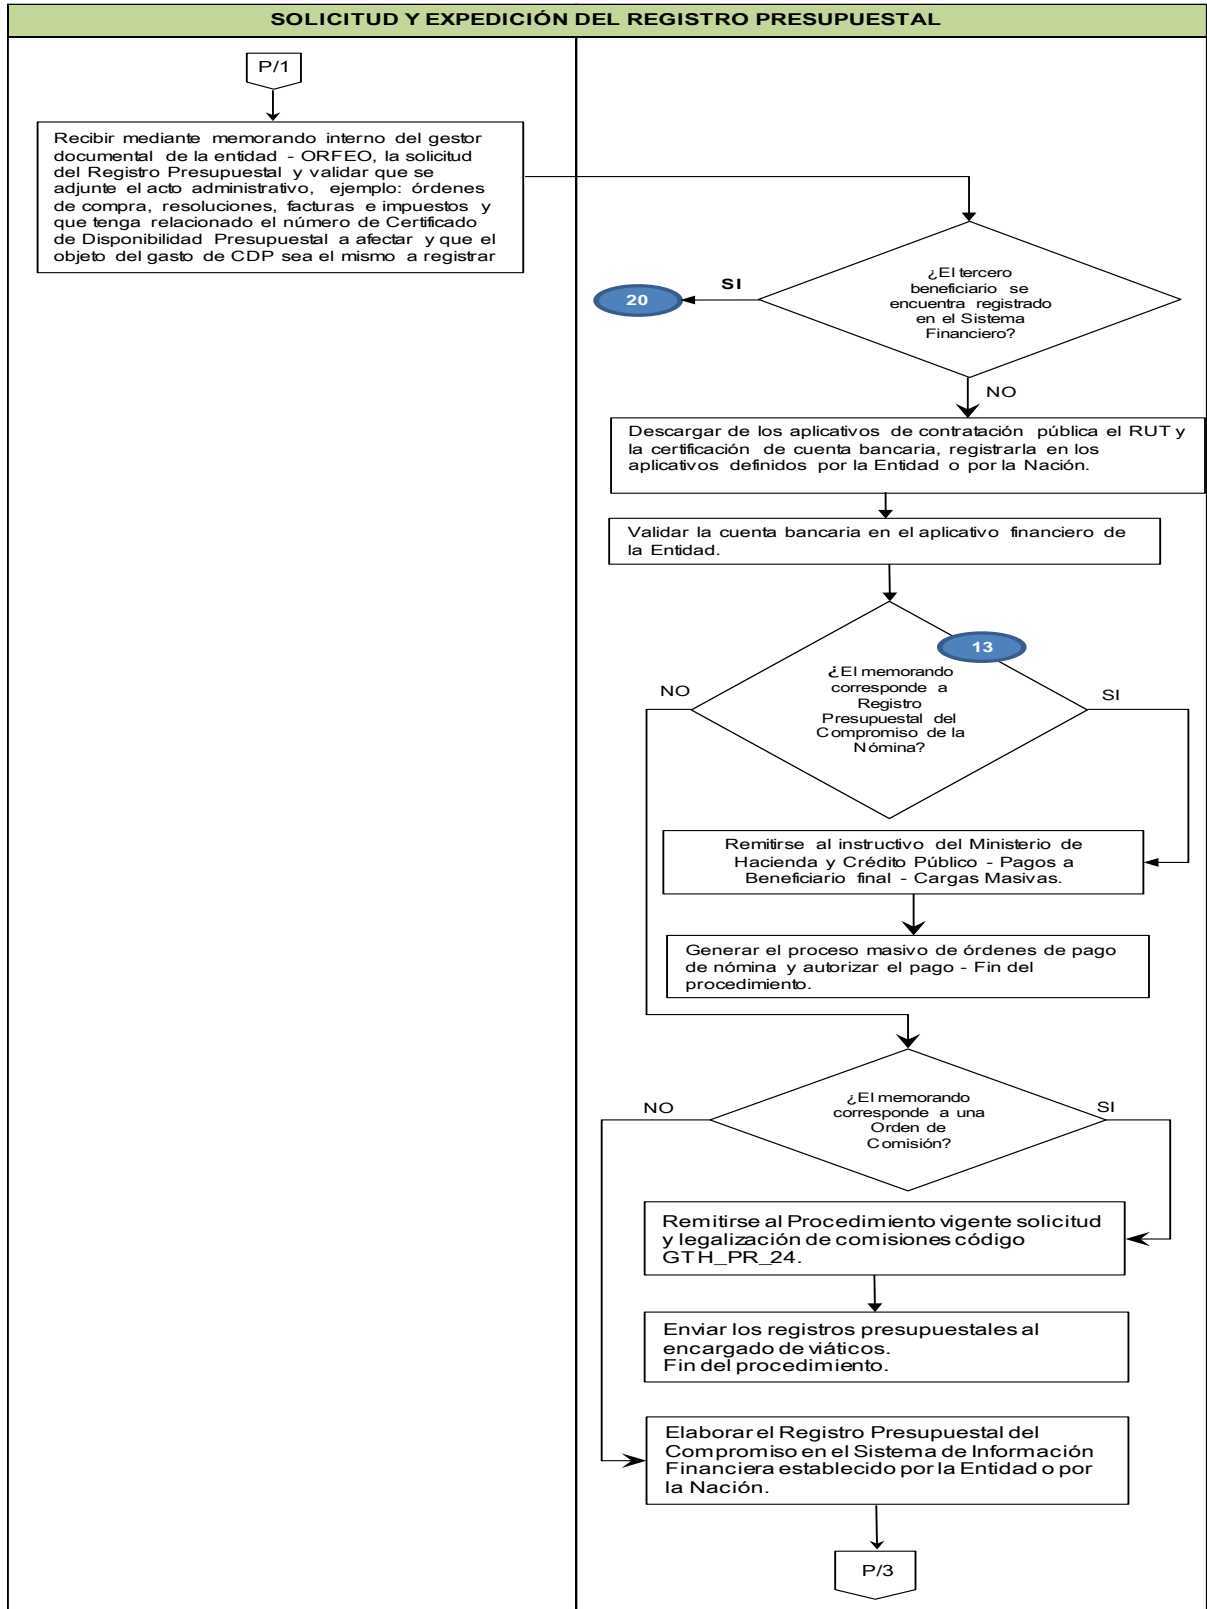 SOLICITUD Y EXPEDICIÓN DEL REGISTRO PRESUPUESTAL
P/1
Recibir mediante memorando interno del gestor
documental de la entidad - ORFEO, la solicitud
del Registro Presupuestal y validar que se
adjunte el acto administrativo, ejemplo: órdenes
de compra, resoluciones, facturas e impuestos y
que tenga relacionado el número de Certificado
de Disponibilidad Presupuestal a afectar y que el
objeto del gasto de CDP sea el mismo a registrar
¿El tercero
beneficiario se
encuentra registrado
en el Sistema
Financiero?
SI
20
NO
Descargar de los aplicativos de contratación pública el RUT y
la certificación de cuenta bancaria, registrarla en los
aplicativos definidos por la Entidad o por la Nación.
Validar la cuenta bancaria en el aplicativo financiero de
la Entidad.
13
¿El memorando
corresponde a
Registro
Presupuestal del
Compromiso de la
Nómina?
NO
SI
Remitirse al instructivo del Ministerio de
Hacienda y Crédito Público - Pagos a
Beneficiario final - Cargas Masivas.
Generar el proceso masivo de órdenes de pago
de nómina y autorizar el pago - Fin del
procedimiento.
¿El memorando
corresponde a una
Orden de
Comisión?
NO
SI
Remitirse al Procedimiento vigente solicitud
y legalización de comisiones código
GTH_PR_24.
Enviar los registros presupuestales al
encargado de viáticos.
Fin del procedimiento.
Elaborar el Registro Presupuestal del
Compromiso en el Sistema de Información
Financiera establecido por la Entidad o por
la Nación.
P/3